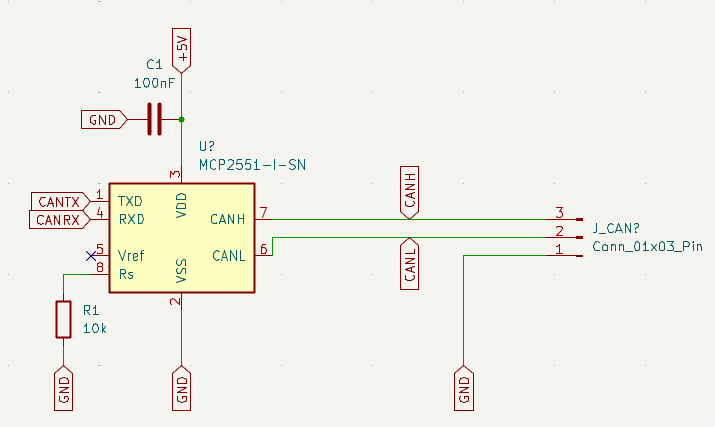 +5V
C1
100nF
GND
U?
MCP2551-I-SN
3
VDD
CANTX
1
TXD
CANRX
4
RXD
5
Vref
8
Rs
VSS
2
CANH
7
CANL
6
CANH
CANL
3
2
1
J_CAN?
Conn_01x03_Pin
R1
10k
GND
GND
GND